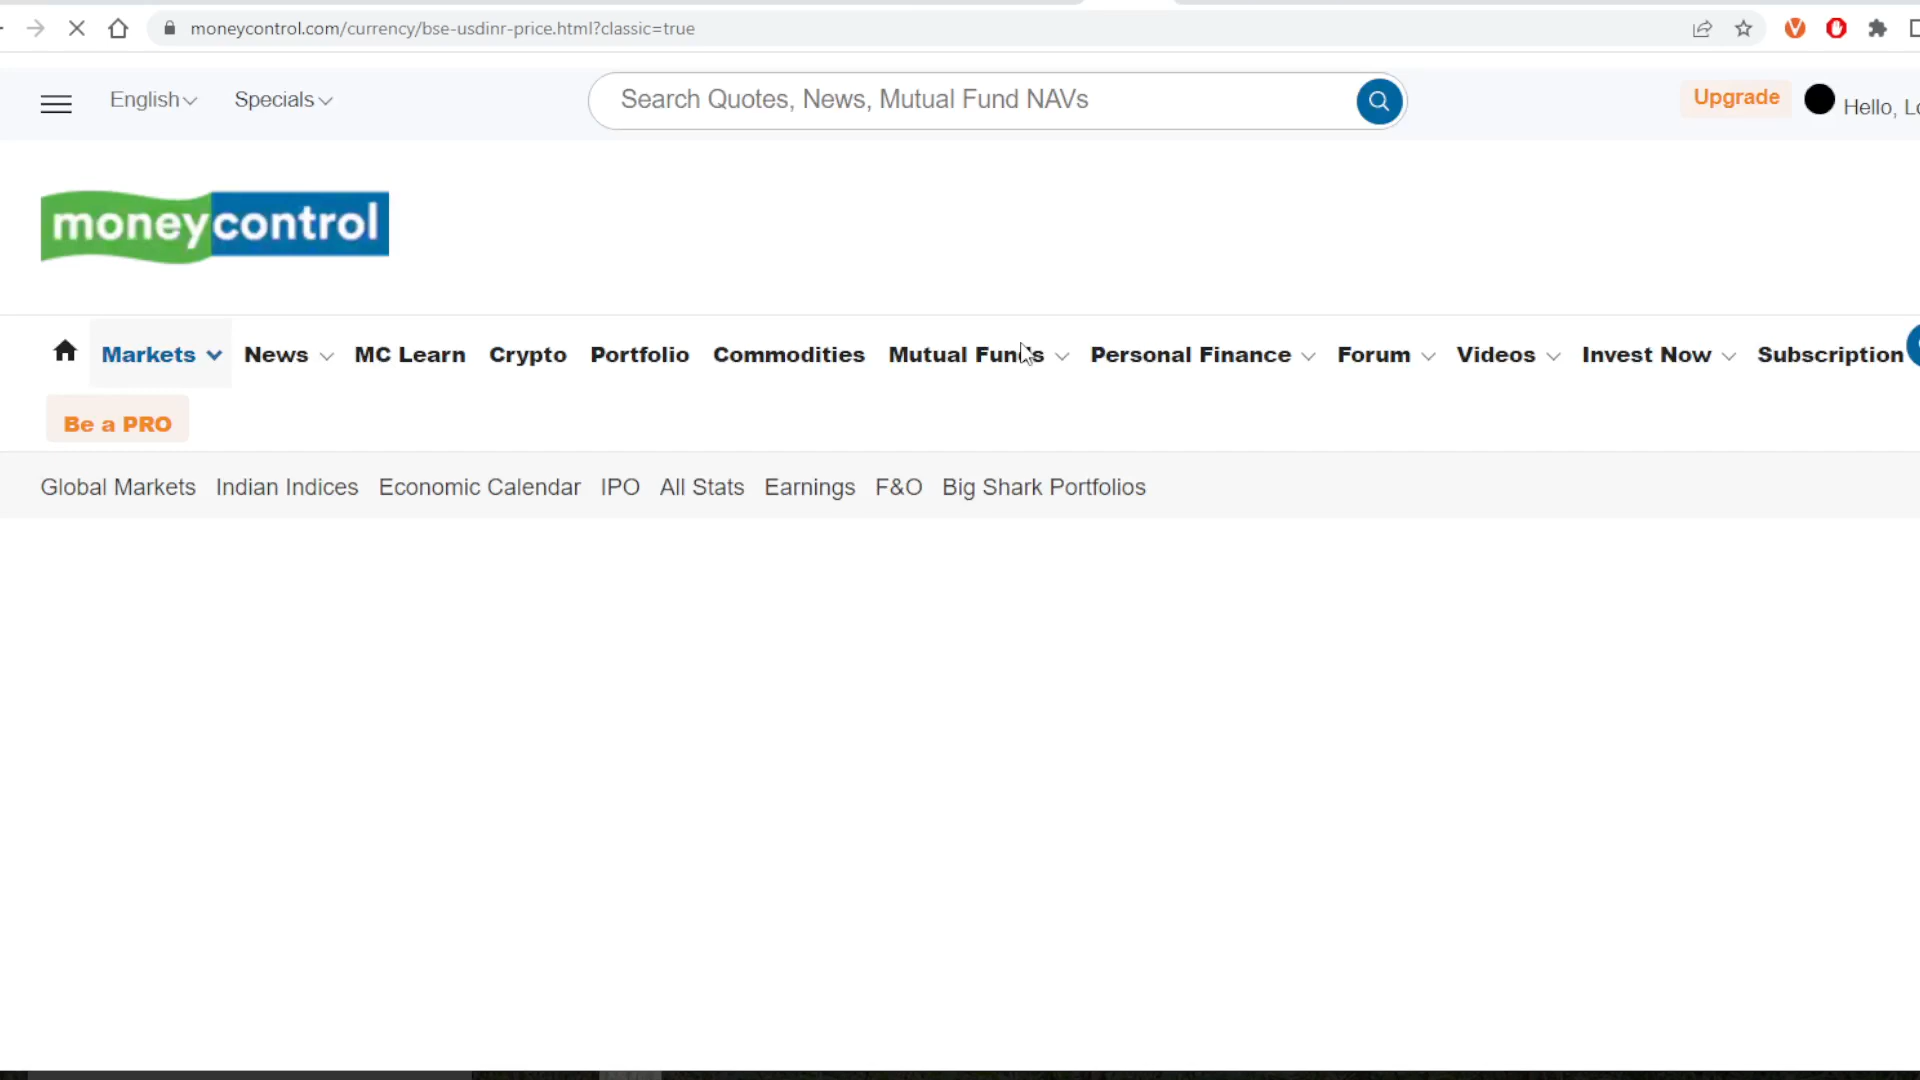 moneycontrol.com/currency/bse-usdinr-price.html?classic=true
English Specials Search Quotes, News, Mutual Fund NAVs Upgrade Hello,
moneycontrol
Markets News MC Learn Crypto Portfolio Commodities Mutual Funds Personal Finance Forum Videos Invest Now Subscription
Be a PRO
Global Markets Indian Indices Economic Calendar IPO All Stats Earnings F&O Big Shark Portfolios